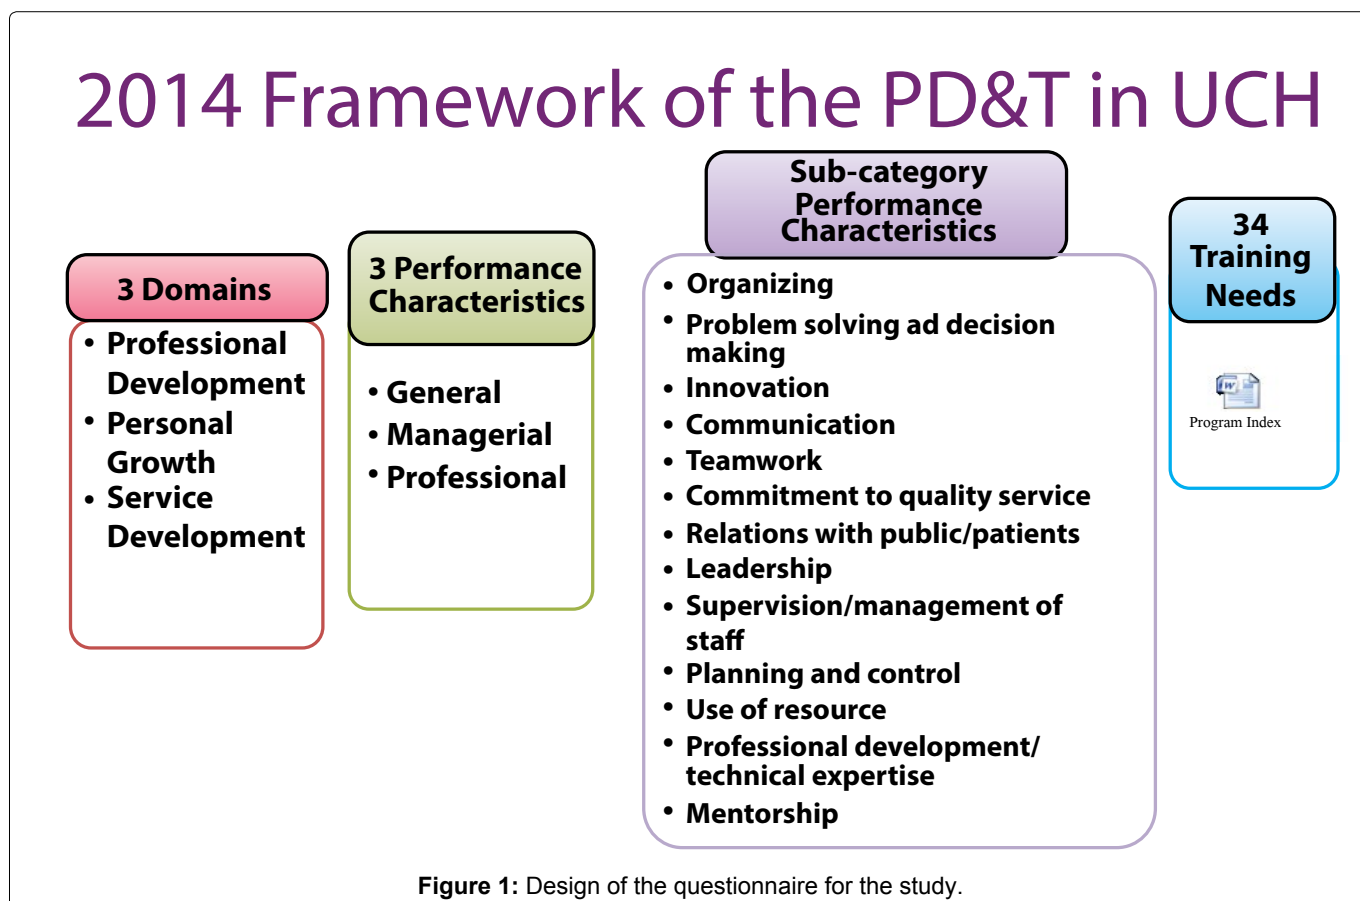 2014 Framework of the PD&T in UCH
3 Domains
• Professional
Development
• Personal
Growth
• Service
Development
3 Performance
Characteristics
• General
• Managerial
• Professional
Sub-category
Performance
Characteristics
• Organizing
• Problem solving ad decision
making
• Innovation
• Communication
• Teamwork
• Commitment to quality service
• Relations with public/patients
• Leadership
• Supervision/management of
staff
• Planning and control
• Use of resource
• Professional development/
technical expertise
• Mentorship
34
Training
Needs
W
Program Index
Figure 1: Design of the questionnaire for the study.